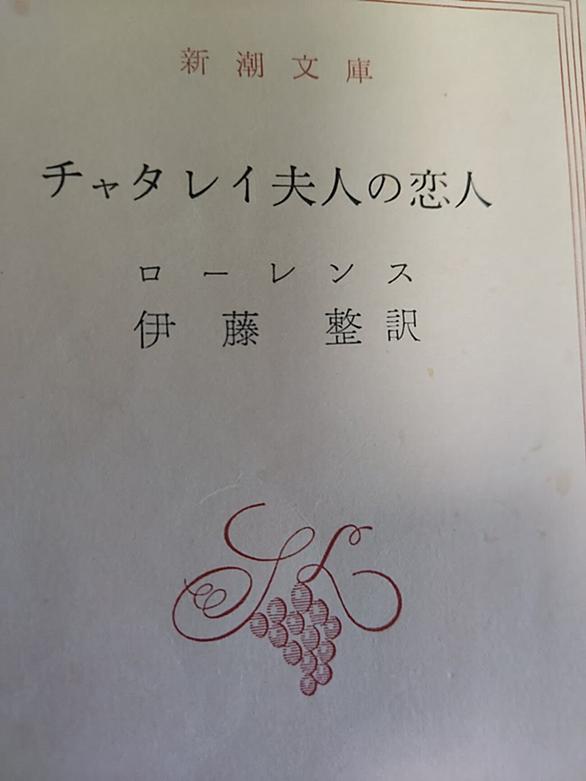 新潮文庫
チャタレイ夫人の恋人
ローレンス
伊藤整訳